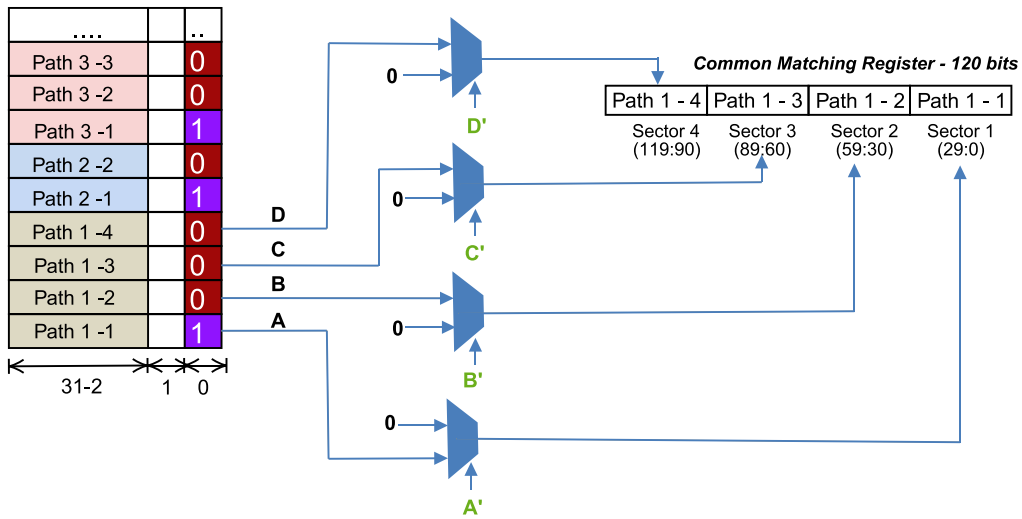 .... ..
Path 3 -3 0
Path 3 -2 0
Path 3 -1 1
Path 2 -2 0
Path 2 -1 1
Path 1 -4 0
Path 1 -3 0
Path 1 -2 0
Path 1 -1 1
31-2 1 0
D
C
B
A
0
D'
0
C'
0
B'
0
A'
Common Matching Register - 120 bits
Path 1 - 4 Path 1 - 3 Path 1 - 2 Path 1 - 1
Sector 4 Sector 3 Sector 2 Sector 1
(119:90) (89:60) (59:30) (29:0)